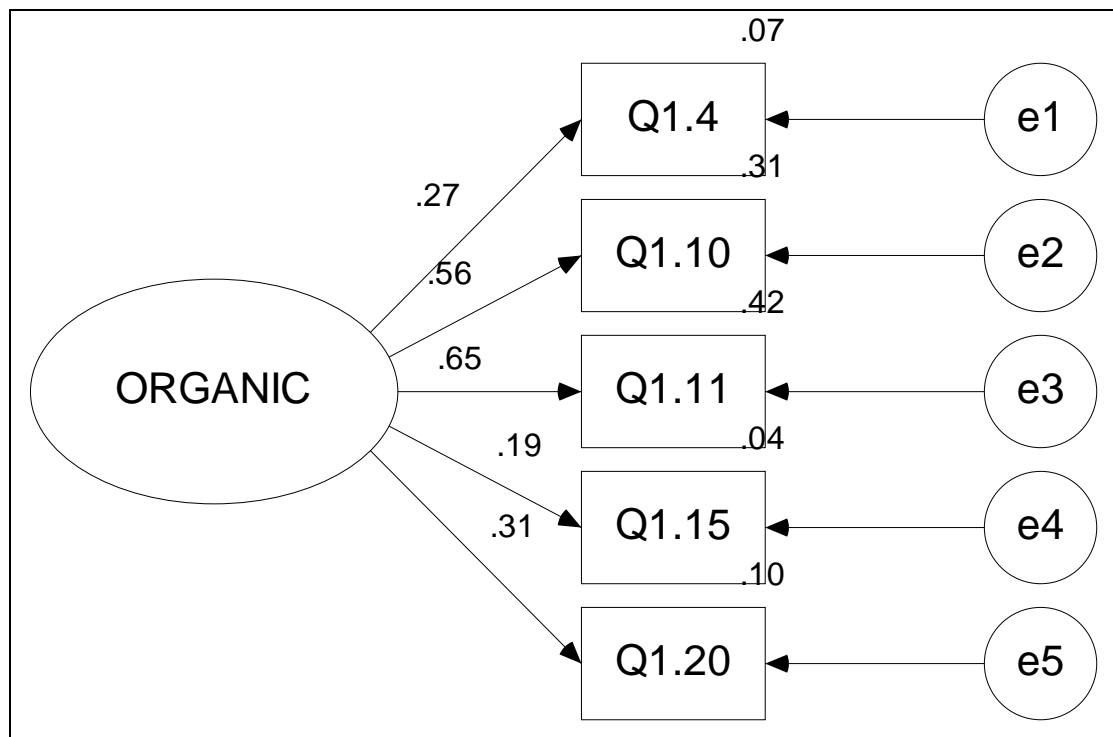 .07
Q1.4
e1
.31
.27
Q1.10
e2
.56
.42
.65
ORGANIC
Q1.11
e3
.04
.19
Q1.15
e4
.31
.10
Q1.20
e5